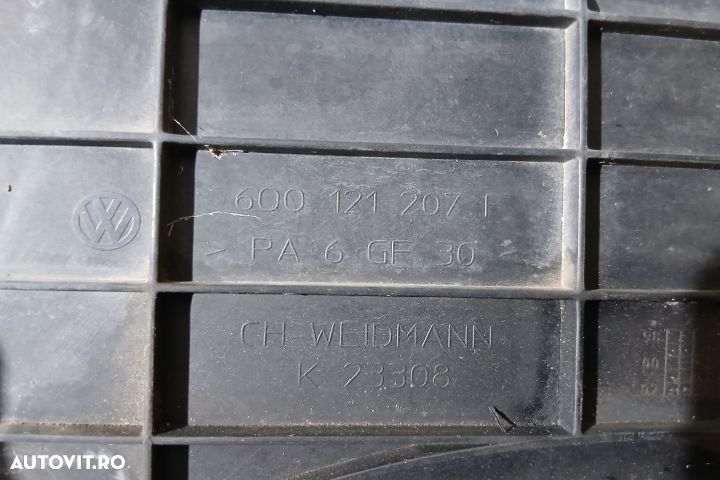 6Q0 121 207 I
> PA 6 GF 30 <
CH-WEIDMANN
K 23308
AUTOVIT.RO